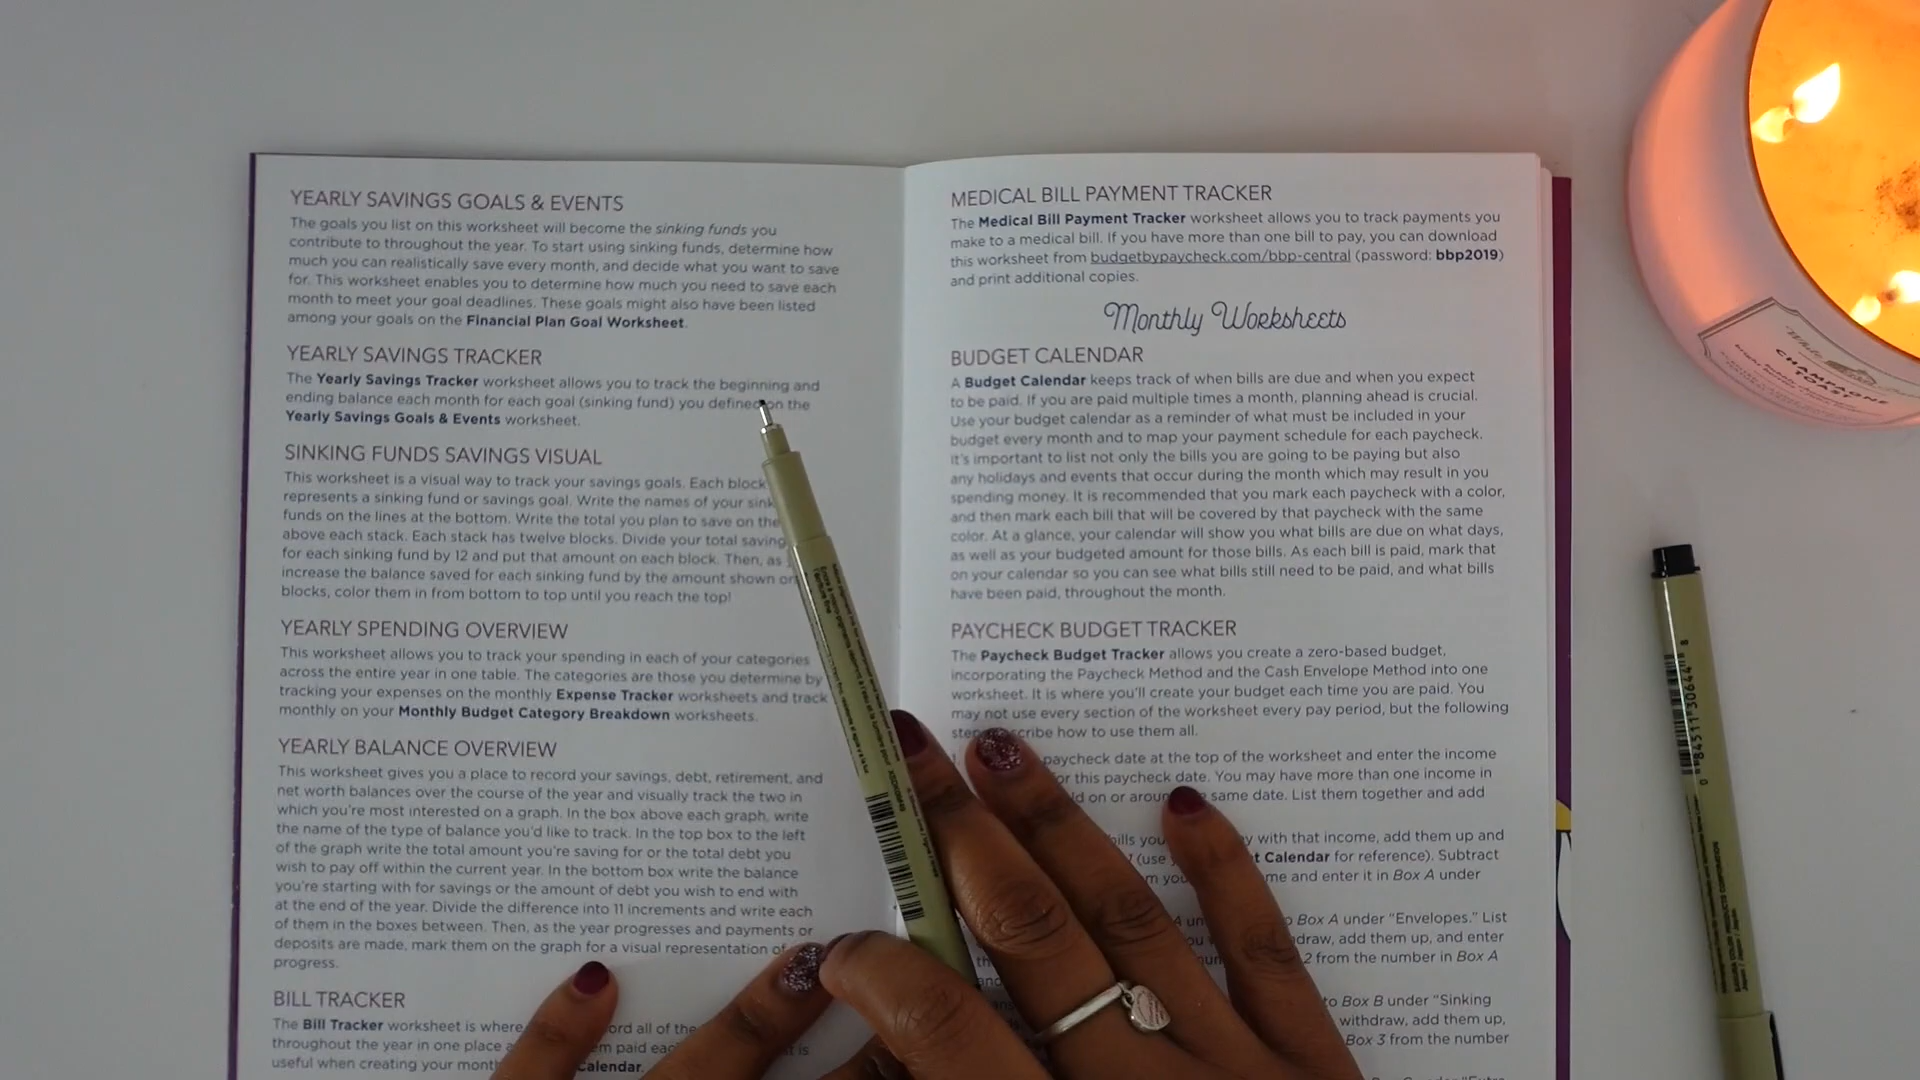 YEARLY SAVINGS GOALS & EVENTS
The goals you list on this worksheet will become the sinking funds you
contribute to throughout the year. To start using sinking funds, determine how
much you can realistically save every month, and decide what you want to save
for. This worksheet enables you to determine how much you need to save each
month to meet your goal deadlines. These goals might also have been listed
among your goals on the Financial Plan Goal Worksheet.
YEARLY SAVINGS TRACKER
The Yearly Savings Tracker worksheet allows you to track the beginning and
ending balance each month for each goal (sinking fund) you defined on the
Yearly Savings Goals & Events worksheet.
SINKING FUNDS SAVINGS VISUAL
This worksheet is a visual way to track your savings goals. Each block
represents a sinking fund or savings goal. Write the names of your
funds on the lines at the bottom. Write the total you plan to save on the
above each stack. Each stack has twelve blocks. Divide your total
for each sinking fund by 12 and put that amount on each block. Then, as
increase the balance saved for each sinking fund by the amount shown
blocks, color them in from bottom to top until you reach the top!
YEARLY SPENDING OVERVIEW
This worksheet allows you to track your spending in each of your categories
across the entire year in one table. The categories are those you determine by
tracking your expenses on the monthly Expense Tracker worksheets and track
monthly on your Monthly Budget Category Breakdown worksheets.
YEARLY BALANCE OVERVIEW
This worksheet gives you a place to record your savings, debt, retirement, and
net worth balances over the course of the year and visually track the two in
which you're most interested on a graph. In the box above each graph, write
the name of the type of balance you'd like to track. In the top box to the left
of the graph write the total amount you're saving for or the total debt you
wish to pay off within the current year. In the bottom box write the balance
you're starting with for savings or the amount of debt you wish to end with
at the end of the year. Divide the difference into 11 increments and write each
of them in the boxes between. Then, as the year progresses and payments or
deposits are made, mark them on the graph for a visual representation of
progress.
BILL TRACKER
The Bill Tracker worksheet is where all of the
throughout the year in one place paid is
useful when creating your Calendar.
MEDICAL BILL PAYMENT TRACKER
The Medical Bill Payment Tracker worksheet allows you to track payments you
make to a medical bill. If you have more than one bill to pay, you can download
this worksheet from budgetbypaycheck.com/bbp-central (password: bbp2019)
and print additional copies.
Monthly Worksheets
BUDGET CALENDAR
A Budget Calendar keeps track of when bills are due and when you expect
to be paid. If you are paid multiple times a month, planning ahead is crucial.
Use your budget calendar as a reminder of what must be included in your
budget every month and to map your payment schedule for each paycheck.
It's important to list not only the bills you are going to be paying but also
any holidays and events that occur during the month which may result in you
spending money. It is recommended that you mark each paycheck with a color,
and then mark each bill that will be covered by that paycheck with the same
color. At a glance, your calendar will show you what bills are due on what days,
as well as your budgeted amount for those bills. As each bill is paid, mark that
on your calendar so you can see what bills still need to be paid, and what bills
have been paid, throughout the month.
PAYCHECK BUDGET TRACKER
The Paycheck Budget Tracker allows you create a zero-based budget,
incorporating the Paycheck Method and the Cash Envelope Method into one
worksheet. It is where you'll create your budget each time you are paid. You
may not use every section of the worksheet every pay period, but the following
describe how to use them all.
paycheck date at the top of the worksheet and enter the income
for this paycheck date. You may have more than one income in
on or around same date. List them together and add
with that income, add them up and
(use Calendar for reference). Subtract
and enter it in Box A under
Box A under "Envelopes." List
add them up, and enter
2 from the number in Box A
to Box B under "Sinking
withdraw, add them up,
Box 3 from the number
White
CHAMPAGNE
TOAST
0 84511 30644 8